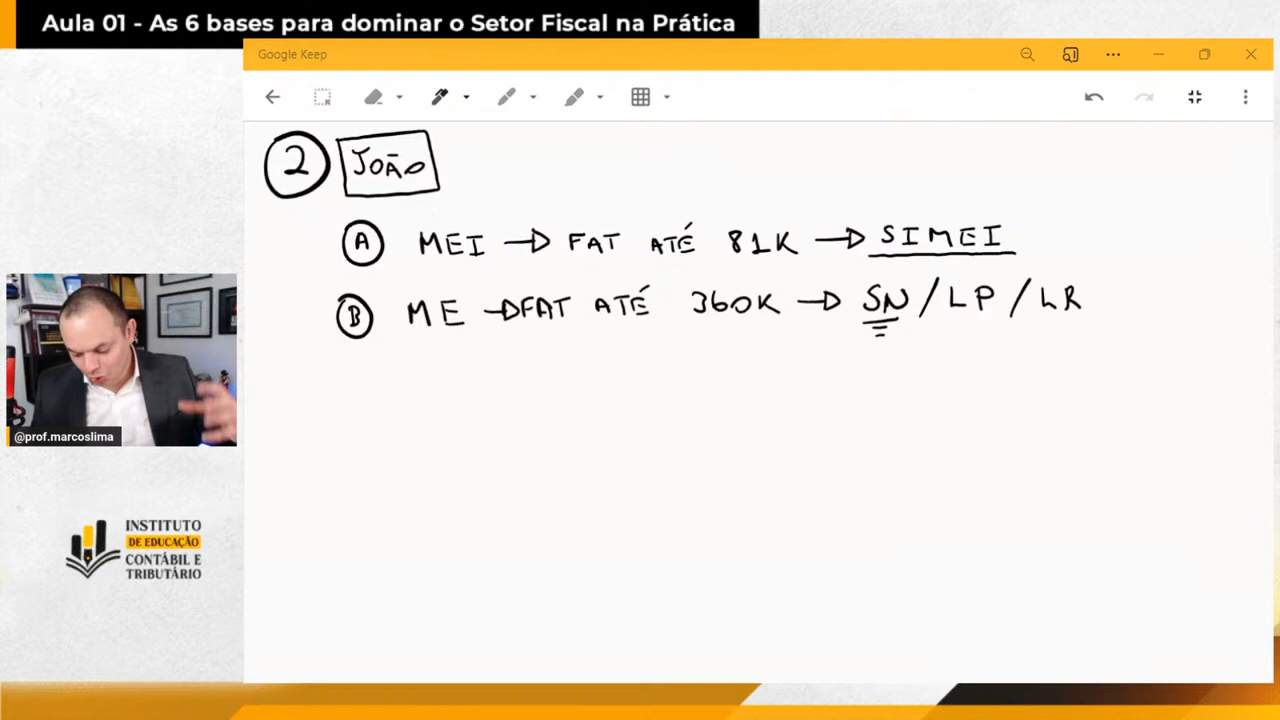 Aula 01 - As 6 bases para dominar o Setor Fiscal na Prática
Google Keep
2 JOÃO
A MEI → FAT ATÉ 81K → SIMEI
B ME → FAT ATÉ 360K → SN / LP / LR
@prof.marcoslima
INSTITUTO
DE EDUCAÇÃO
CONTÁBIL E
TRIBUTÁRIO